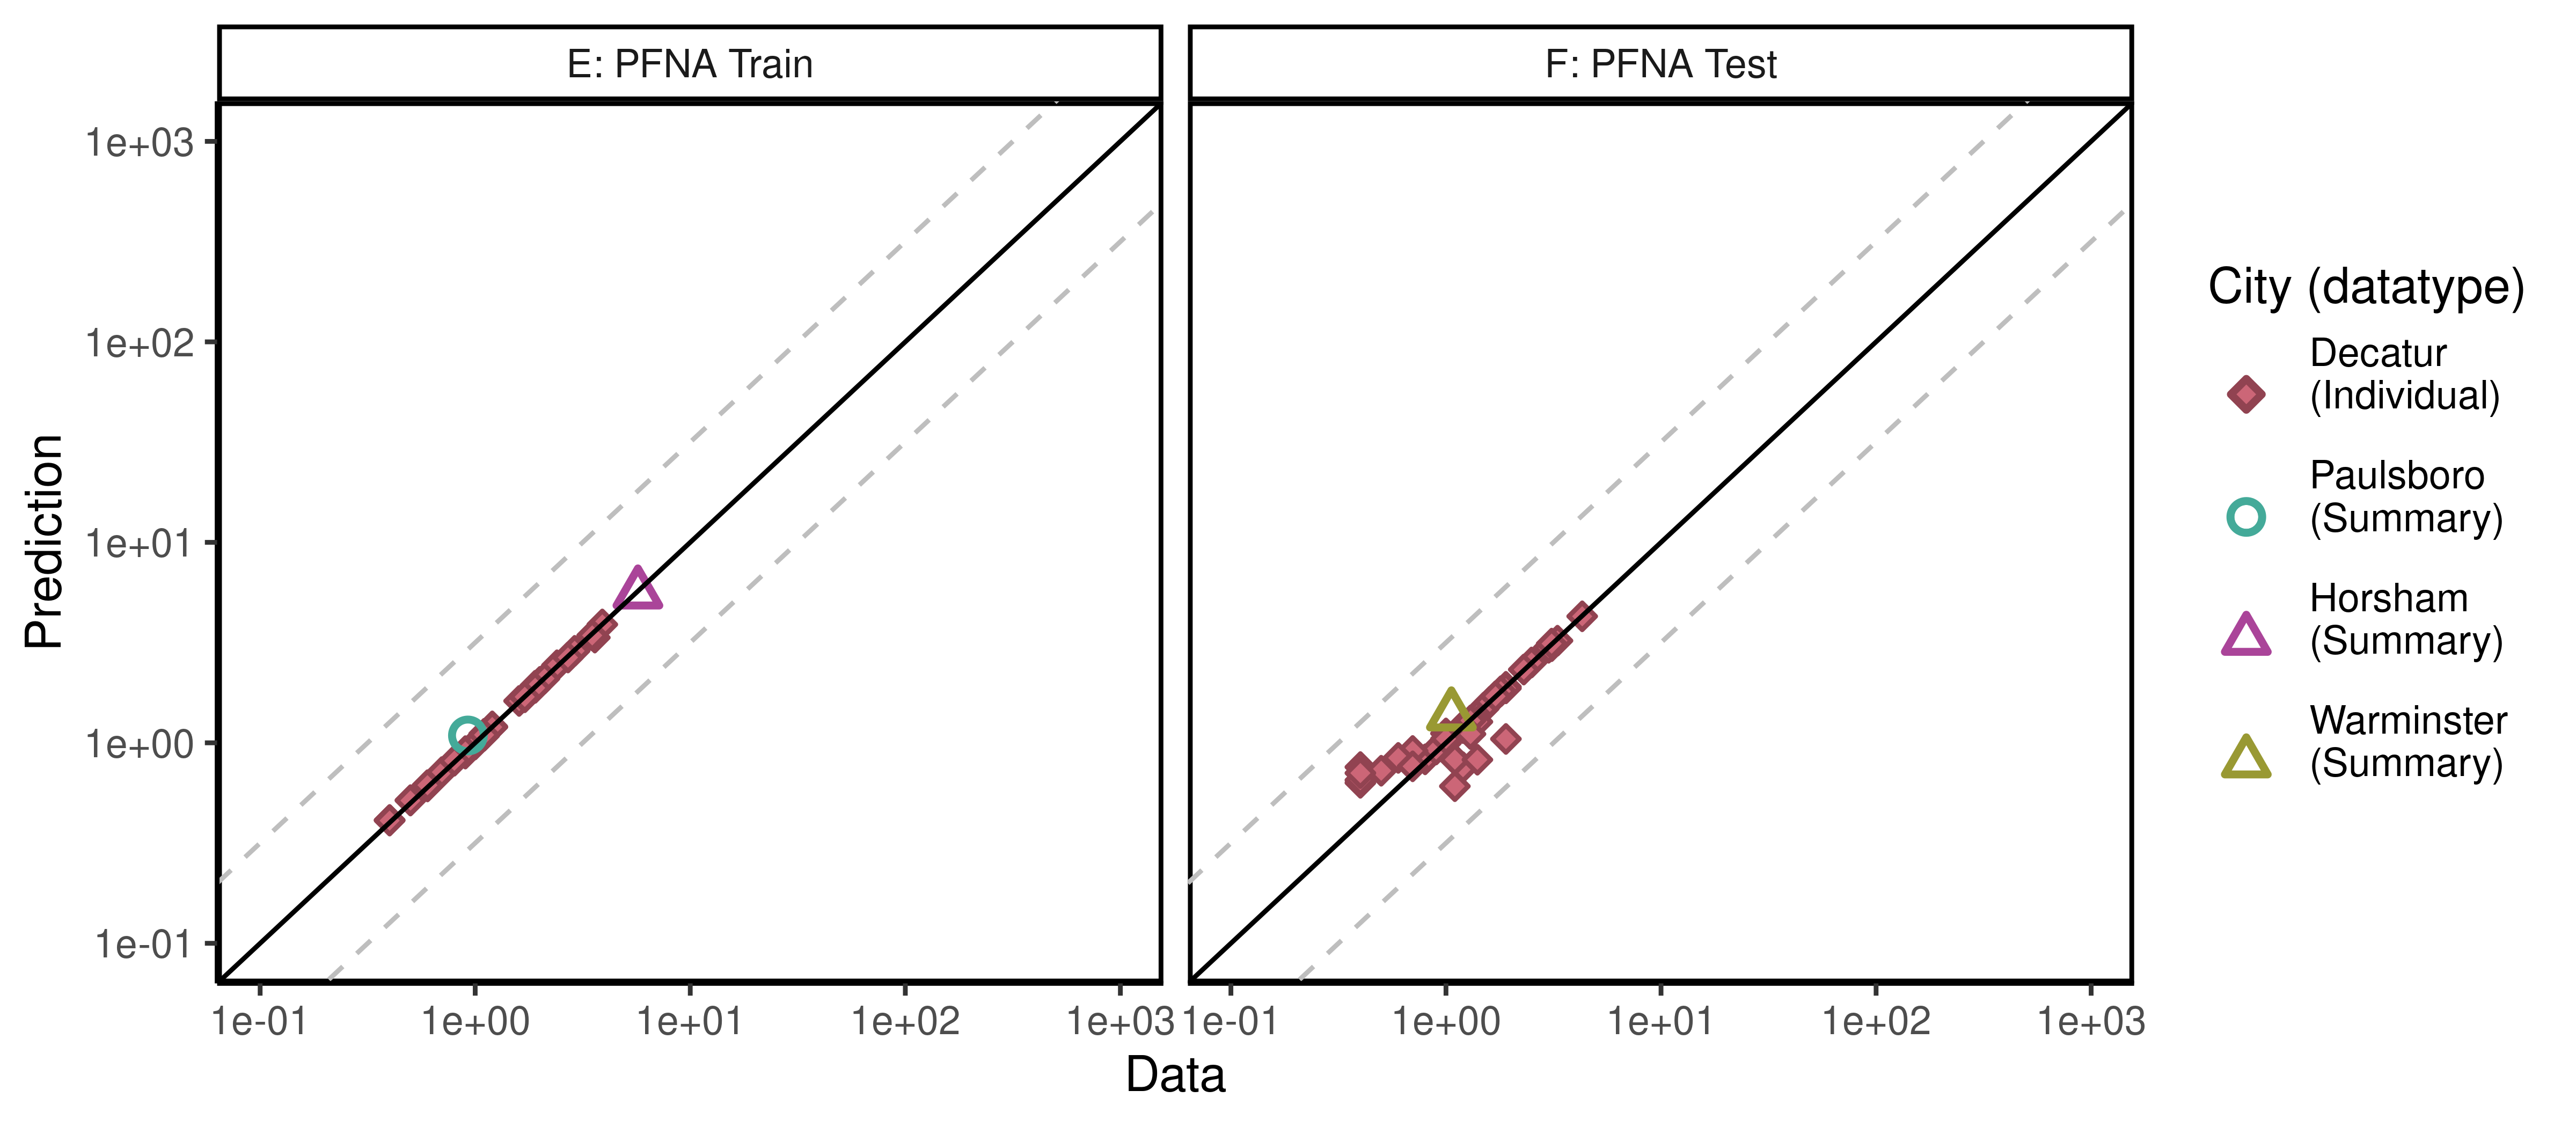 E: PFNA Train
F: PFNA Test
1e+03
1e+02
1e+01
1e+00
1e-01
Prediction
1e-01 1e+00 1e+01 1e+02 1e+03
1e-01 1e+00 1e+01 1e+02 1e+03
Data
City (datatype)
Decatur
(Individual)
Paulsboro
(Summary)
Horsham
(Summary)
Warminster
(Summary)